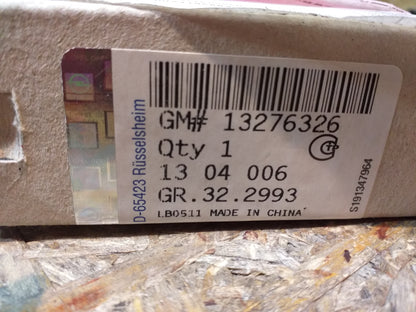 D-65423 Rüsselsheim
GM# 13276326
Qty 1
13 04 006
GR.32.2993
LB0511 MADE IN CHINA
S191347964